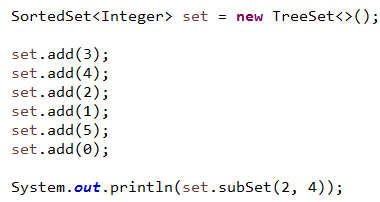 SortedSet<Integer> set = new TreeSet<>();
set.add(3);
set.add(4);
set.add(2);
set.add(1);
set.add(5);
set.add(0);
System.out.println(set.subSet(2, 4));